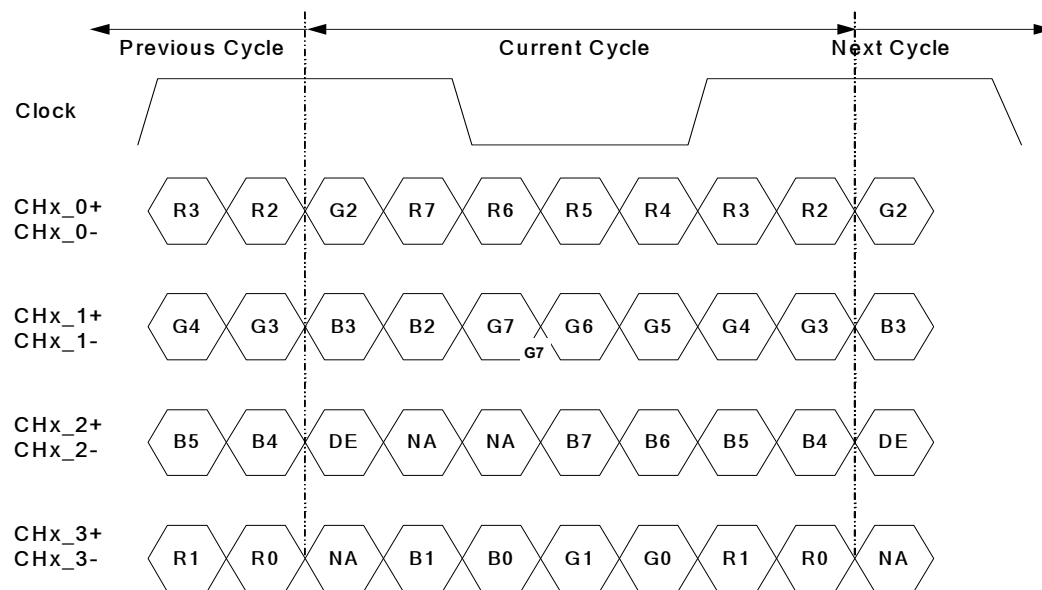 Previous Cycle Current Cycle Next Cycle
Clock
CHx_0+
CHx_0-
R3 R2 G2 R7 R6 R5 R4 R3 R2 G2
CHx_1+
CHx_1-
G4 G3 B3 B2 G7 G6 G5 G4 G3 B3
G7
CHx_2+
CHx_2-
B5 B4 DE NA NA B7 B6 B5 B4 DE
CHx_3+
CHx_3-
R1 R0 NA B1 B0 G1 G0 R1 R0 NA